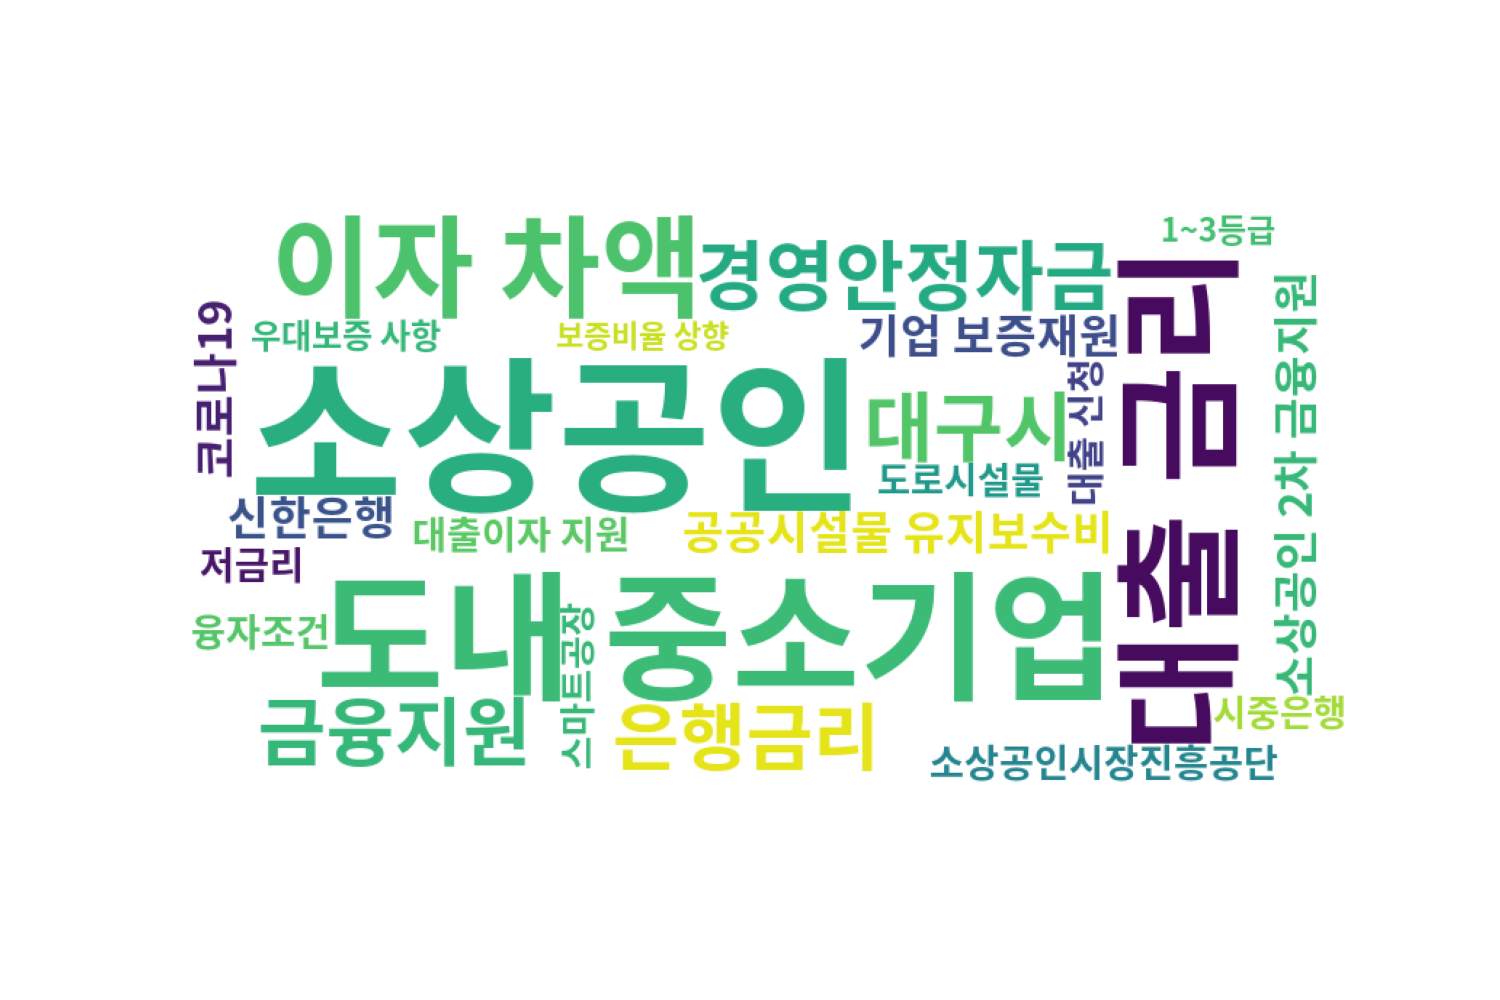 이자 차액
경영안정자금
1~3등급
우대보증 사항
보증비율 상향
기업 보증재원
코로나19
소상공인
대구시
대출 신청
대출 금리
소상공인 2차 금융지원
도로시설물
신한은행
대출이자 지원
공공시설물 유지보수비
저금리
융자조건
도내 중소기업
스마트공장
금융지원
은행금리
시중은행
소상공인시장진흥공단